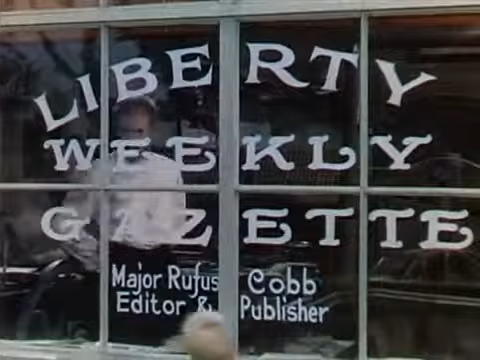 LIBERTY
WEEKLY
GAZETTE
Major Rufus Cobb
Editor & Publisher